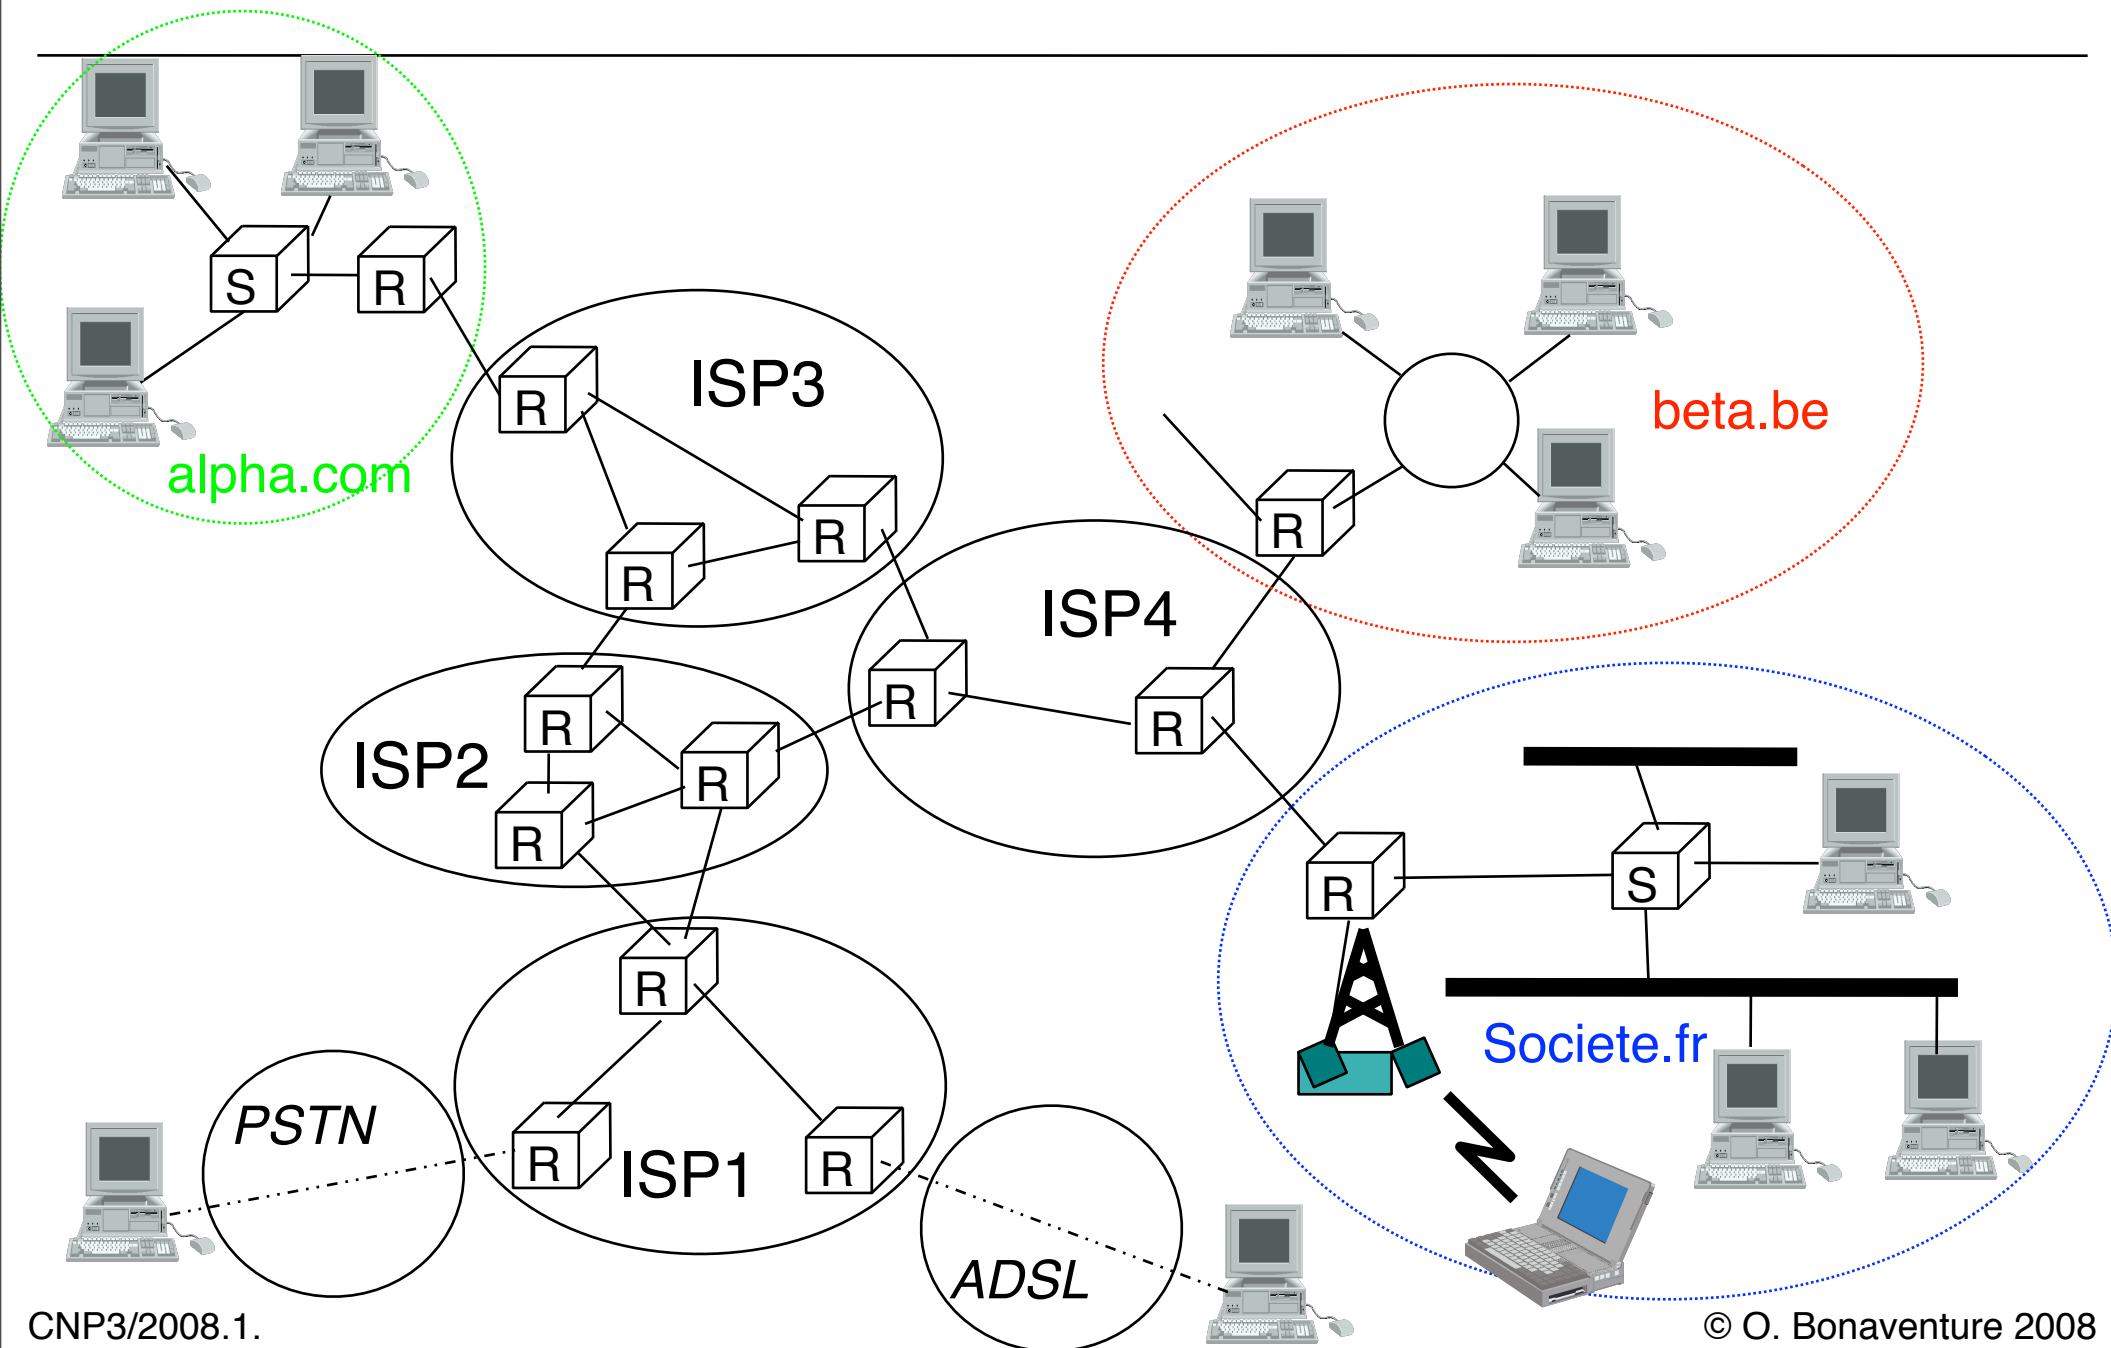 S
R
R
ISP3
alpha.com
R
R
beta.be
R
ISP4
R
R
R
ISP2
R
R
R
S
R
Societe.fr
PSTN
R
ISP1
R
ADSL
CNP3/2008.1.
© O. Bonaventure 2008